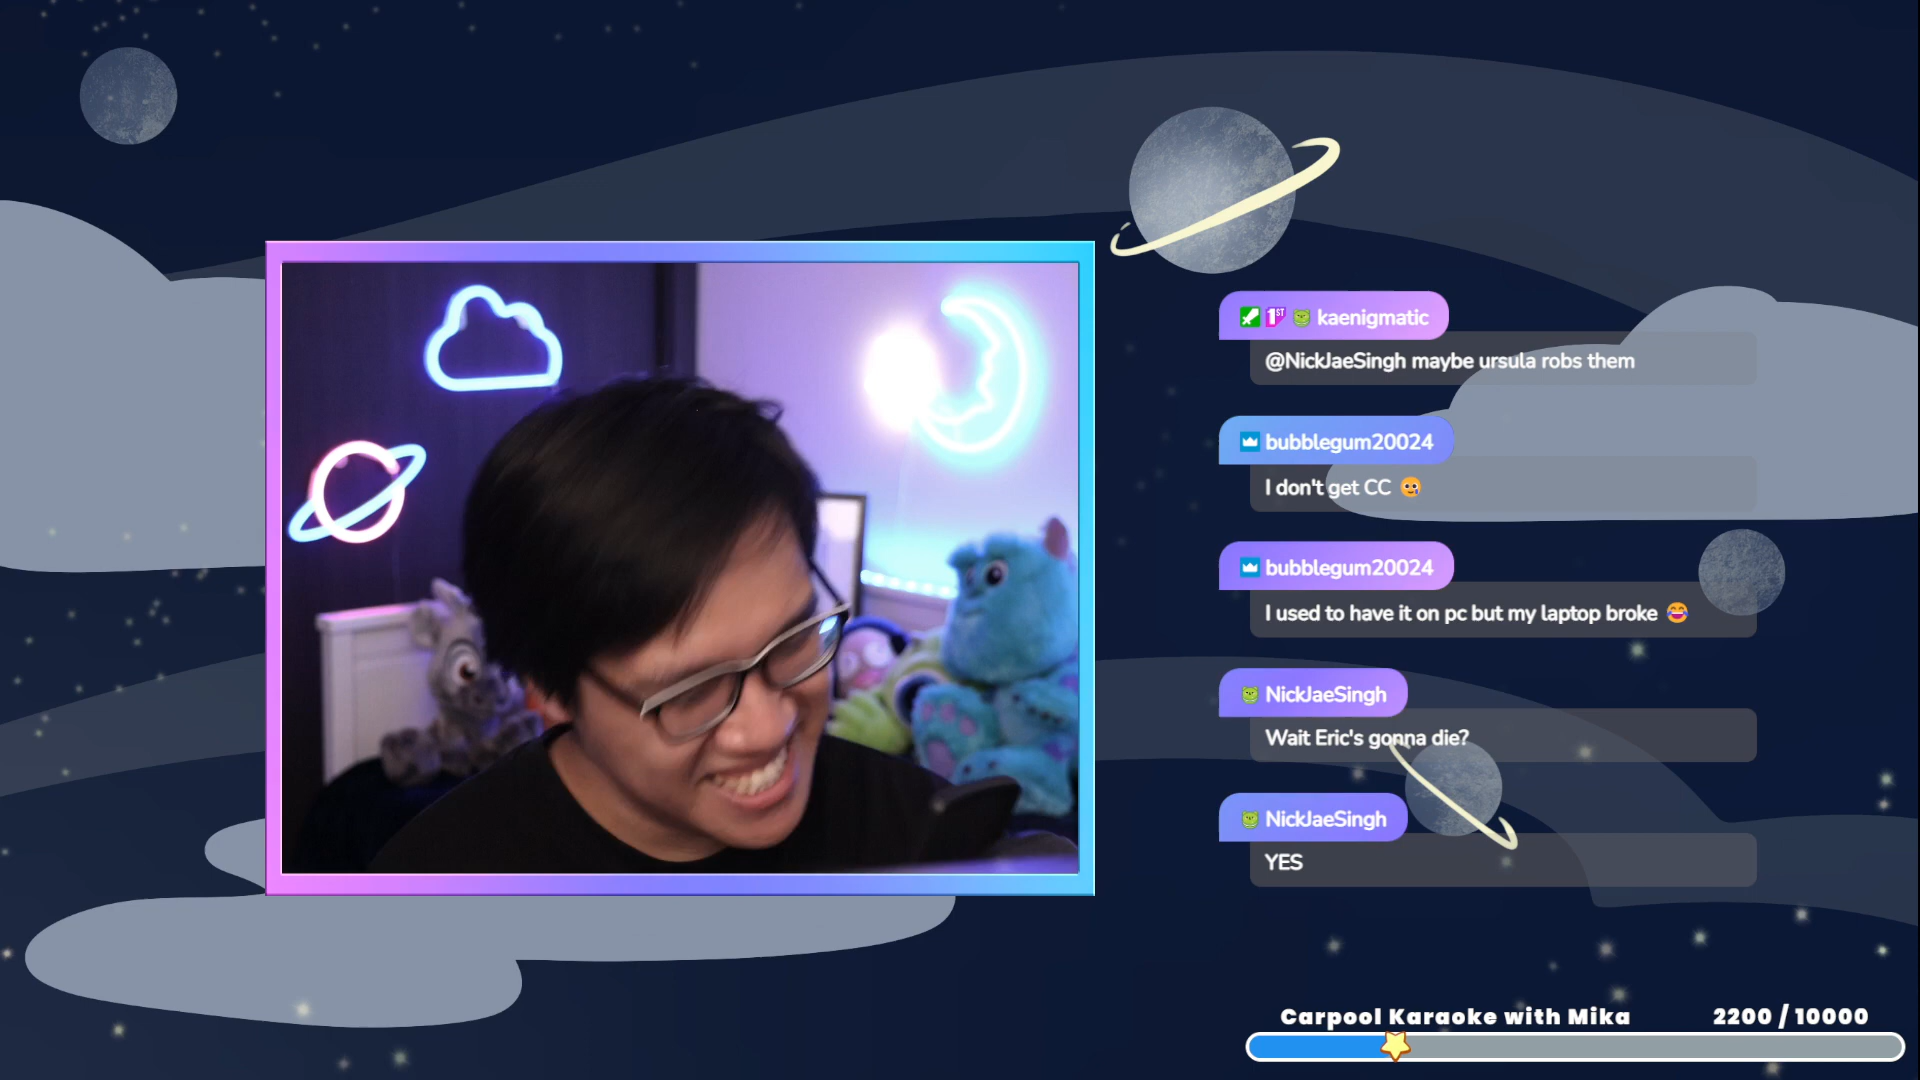 1ST kaenigmatic
@NickJaeSingh maybe ursula robs them
bubblegum20024
I don't get CC
bubblegum20024
I used to have it on pc but my laptop broke
NickJaeSingh
Wait Eric's gonna die?
NickJaeSingh
YES
Carpool Karaoke with Mika 2200 / 10000